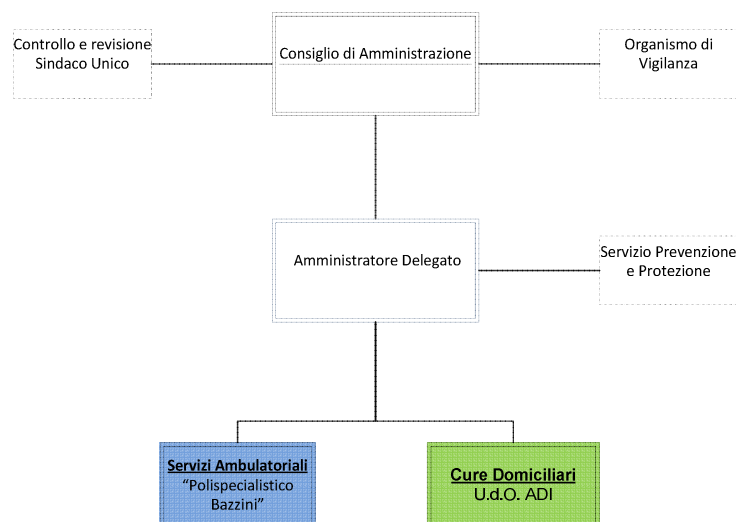 Controllo e revisione
Sindaco Unico
Consiglio di Amministrazione
Organismo di
Vigilanza
Amministratore Delegato
Servizio Prevenzione
e Protezione
Servizi Ambulatoriali
“Polispecialistico
Bazzini”
Cure Domiciliari
U.d.O. ADI